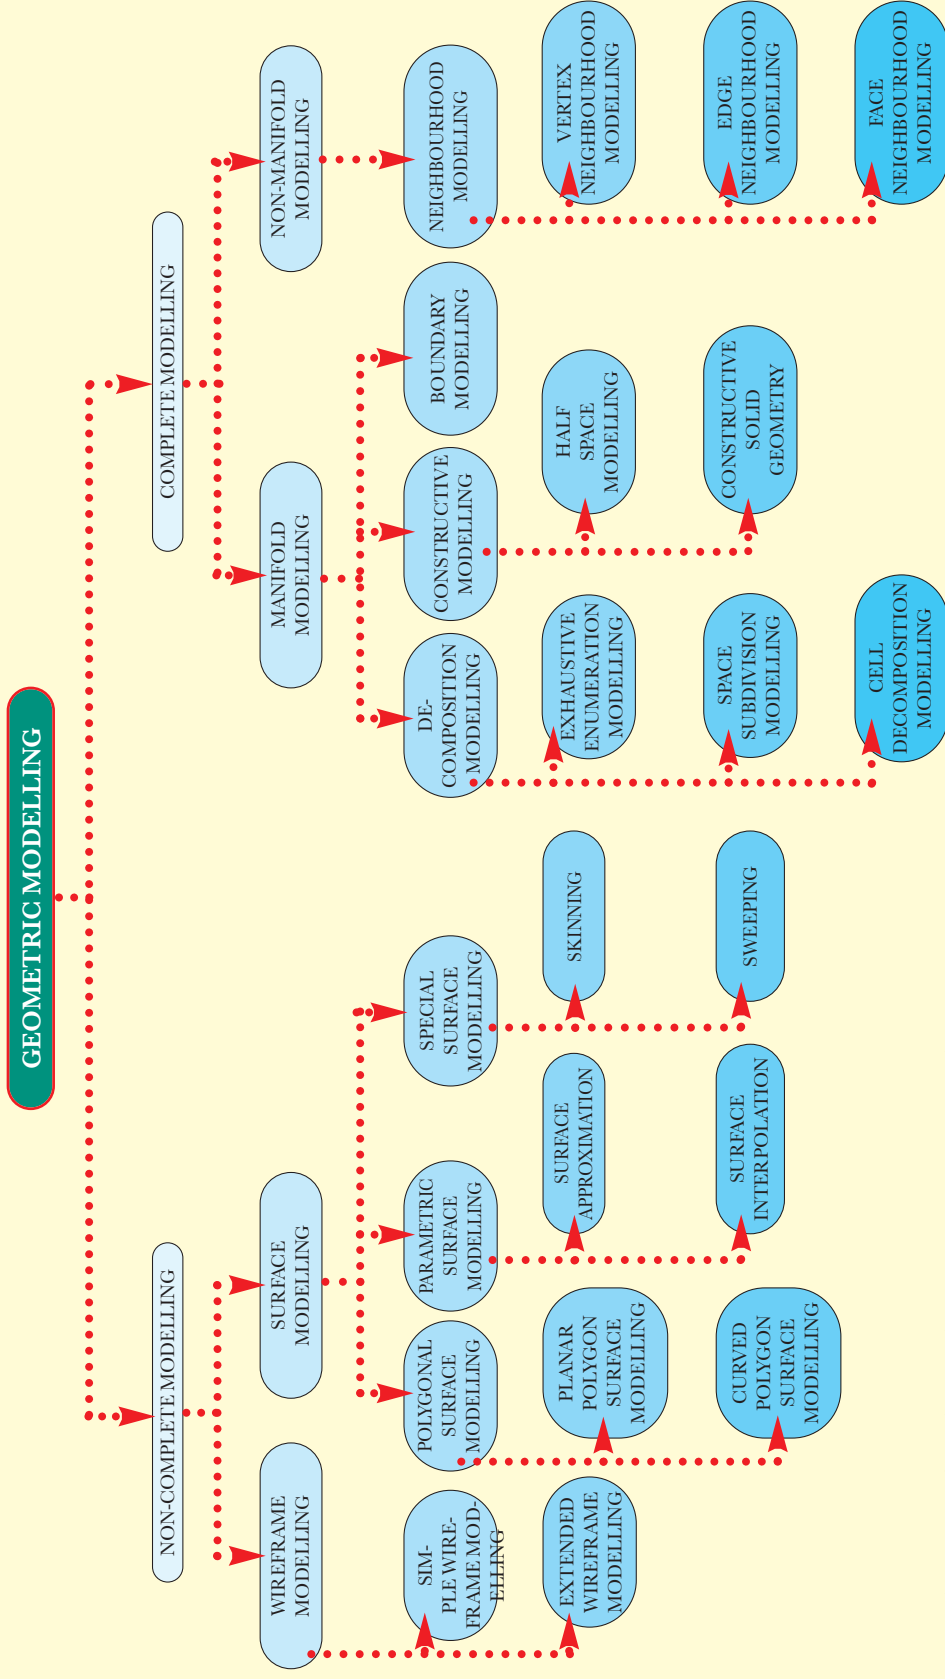 GEOMETRIC MODELLING
NON-COMPLETE MODELLING
COMPLETE MODELLING
WIREFRAME
MODELLING
SURFACE
MODELLING
MANIFOLD
MODELLING
NON-MANIFOLD
MODELLING
SIM-
PLE WIRE-
FRAME MOD-
ELLING
POLYGONAL
SURFACE
MODELLING
PARAMETRIC
SURFACE
MODELLING
SPECIAL
SURFACE
MODELLING
DE-
COMPOSITION
MODELLING
CONSTRUCTIVE
MODELLING
BOUNDARY
MODELLING
NEIGHBOURHOOD
MODELLING
EXTENDED
WIREFRAME
MODELLING
PLANAR
POLYGON
SURFACE
MODELLING
SURFACE
APPROXIMATION
SKINNING
EXHAUSTIVE
ENUMERATION
MODELLING
HALF
SPACE
MODELLING
VERTEX
NEIGHBOURHOOD
MODELLING
CURVED
POLYGON
SURFACE
MODELLING
SURFACE
INTERPOLATION
SWEEPING
SPACE
SUBDIVISION
MODELLING
CONSTRUCTIVE
SOLID
GEOMETRY
EDGE
NEIGHBOURHOOD
MODELLING
CELL
DECOMPOSITION
MODELLING
FACE
NEIGHBOURHOOD
MODELLING